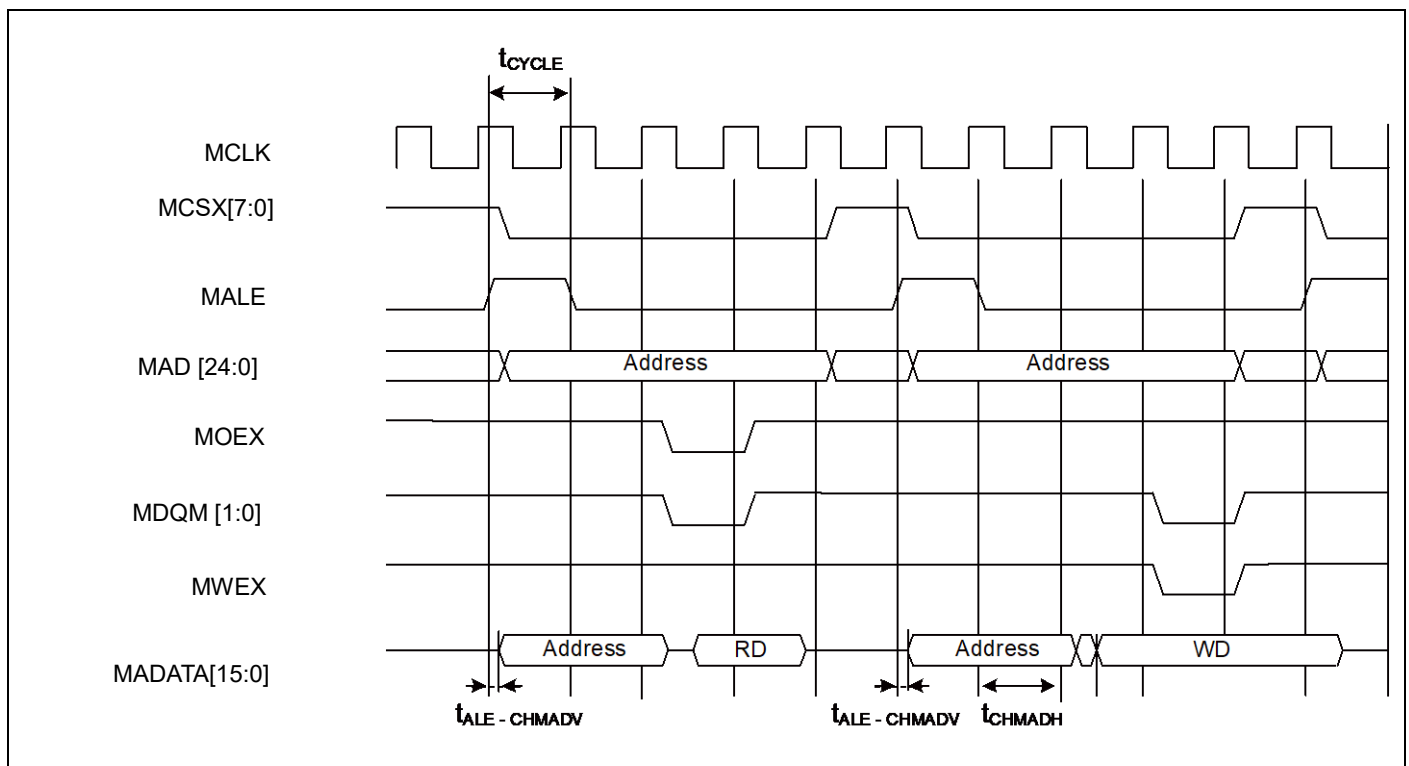 tCYCLE
MCLK
MCSX[7:0]
MALE
MAD [24:0] Address Address
MOEX
MDQM [1:0]
MWEX
MADATA[15:0] Address RD Address WD
tALE - CHMADV tALE - CHMADV tCHMADH